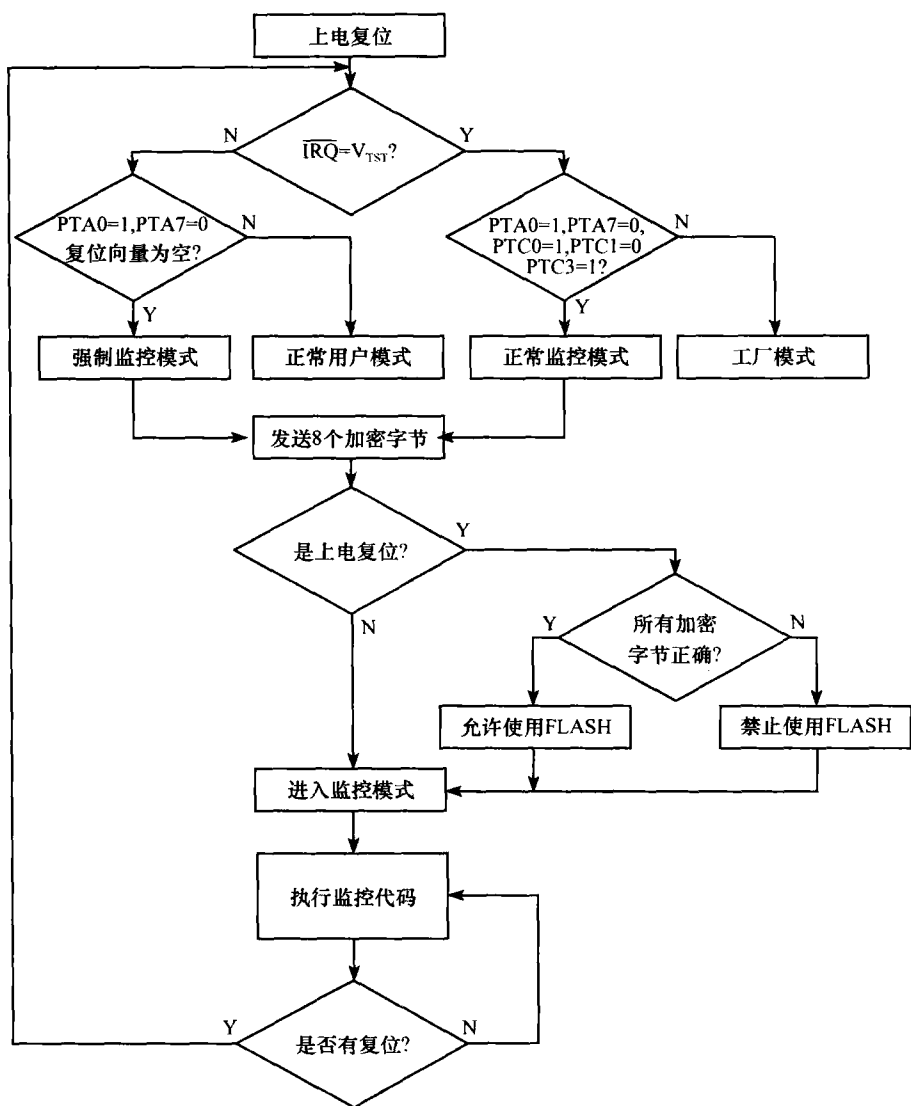 上电复位
N
Y
IRQ=VTST?
PTA0=1,PTA7=0
复位向量为空?
N
PTA0=1,PTA7=0,
PTC0=1,PTC1=0
PTC3=1?
N
Y
Y
强制监控模式
正常用户模式
正常监控模式
工厂模式
发送8个加密字节
是上电复位?
Y
N
Y
所有加密
字节正确?
N
允许使用FLASH
禁止使用FLASH
进入监控模式
执行监控代码
Y
是否有复位?
N